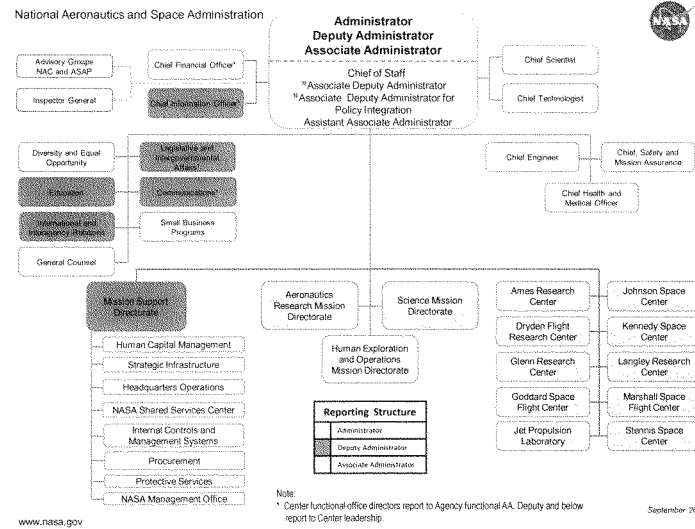 National Aeronautics and Space Administration
NASA
Administrator
Deputy Administrator
Associate Administrator
Chief of Staff
Associate Deputy Administrator
Associate Deputy Administrator for
Policy Integration
Assistant Associate Administrator
Advisory Groups
NAC and ASAP
Inspector General
Chief Financial Officer*
Chief Information Officer*
Chief Scientist
Chief Technologist
Diversity and Equal
Opportunity
Legislative and
Intergovernmental
Affairs*
Education
Communications*
International and
Interagency Relations
Small Business
Programs
General Counsel
Chief Engineer
Chief, Safety and
Mission Assurance
Chief Health and
Medical Officer
Mission Support
Directorate
Human Capital Management
Strategic Infrastructure
Headquarters Operations
NASA Shared Services Center
Internal Controls and
Management Systems
Procurement
Protective Services
NASA Management Office
Aeronautics
Research Mission
Directorate
Science Mission
Directorate
Human Exploration
and Operations
Mission Directorate
Ames Research
Center
Johnson Space
Center
Dryden Flight
Research Center
Kennedy Space
Center
Glenn Research
Center
Langley Research
Center
Goddard Space
Flight Center
Marshall Space
Flight Center
Jet Propulsion
Laboratory
Stennis Space
Center
Reporting Structure
Administrator
Deputy Administrator
Associate Administrator
Note:
* Center functional office directors report to Agency functional AA. Deputy and below
report to Center leadership.
www.nasa.gov
September 20